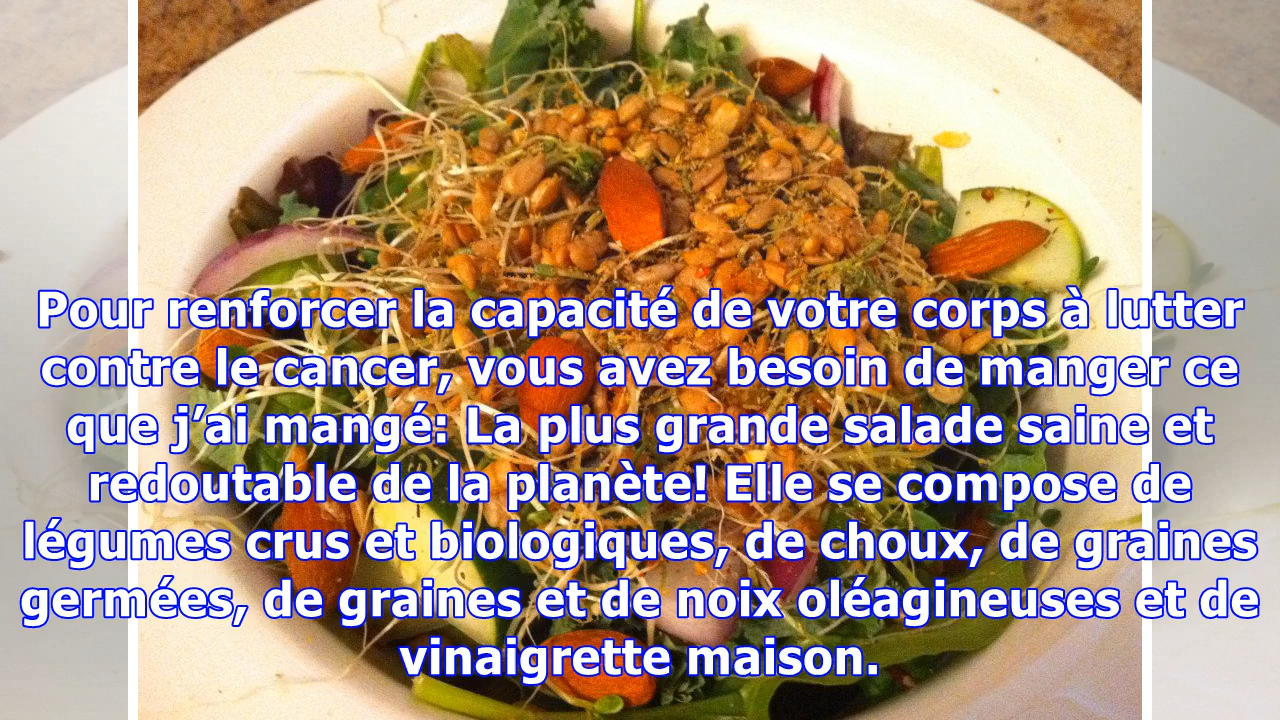 Pour renforcer la capacité de votre corps à lutter
contre le cancer, vous avez besoin de manger ce
que j’ai mangé: La plus grande salade saine et
redoutable de la planète! Elle se compose de
légumes crus et biologiques, de choux, de graines
germées, de graines et de noix oléagineuses et de
vinaigrette maison.